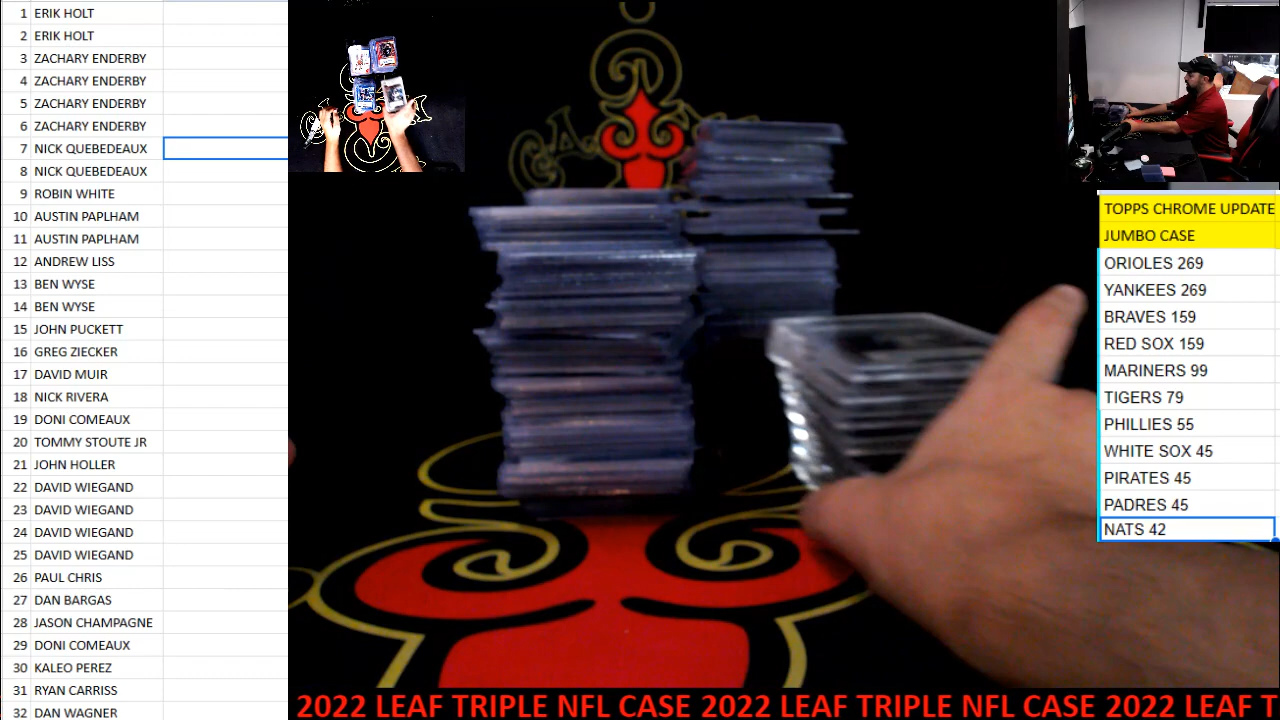 1 ERIK HOLT
2 ERIK HOLT
3 ZACHARY ENDERBY
4 ZACHARY ENDERBY
5 ZACHARY ENDERBY
6 ZACHARY ENDERBY
7 NICK QUEBEDEAUX
8 NICK QUEBEDEAUX
9 ROBIN WHITE
10 AUSTIN PAPLHAM
11 AUSTIN PAPLHAM
12 ANDREW LISS
13 BEN WYSE
14 BEN WYSE
15 JOHN PUCKETT
16 GREG ZIECKER
17 DAVID MUIR
18 NICK RIVERA
19 DONI COMEAUX
20 TOMMY STOUTE JR
21 JOHN HOLLER
22 DAVID WIEGAND
23 DAVID WIEGAND
24 DAVID WIEGAND
25 DAVID WIEGAND
26 PAUL CHRIS
27 DAN BARGAS
28 JASON CHAMPAGNE
29 DONI COMEAUX
30 KALEO PEREZ
31 RYAN CARRISS
32 DAN WAGNER
TOPPS CHROME UPDATE
JUMBO CASE
ORIOLES 269
YANKEES 269
BRAVES 159
RED SOX 159
MARINERS 99
TIGERS 79
PHILLIES 55
WHITE SOX 45
PIRATES 45
PADRES 45
NATS 42
2022 LEAF TRIPLE NFL CASE 2022 LEAF TRIPLE NFL CASE 2022 LEAF T